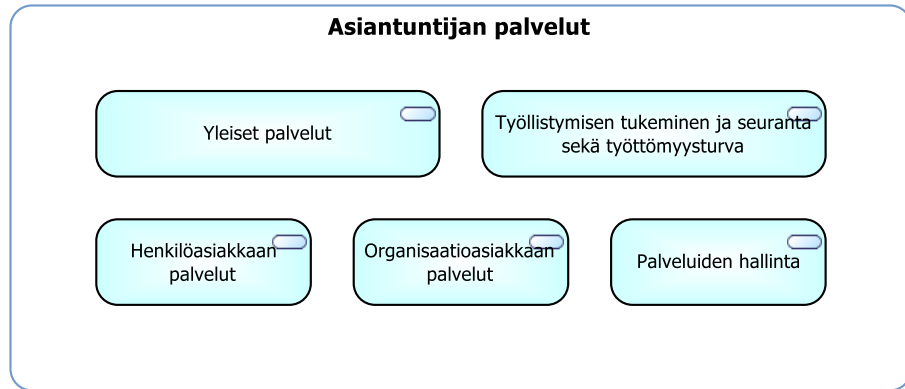 Asiantuntijan palvelut
Yleiset palvelut
Työllistymisen tukeminen ja seuranta
sekä työttömyysturva
Henkilöasiakkaan
palvelut
Organisaatioasiakkaan
palvelut
Palveluiden hallinta